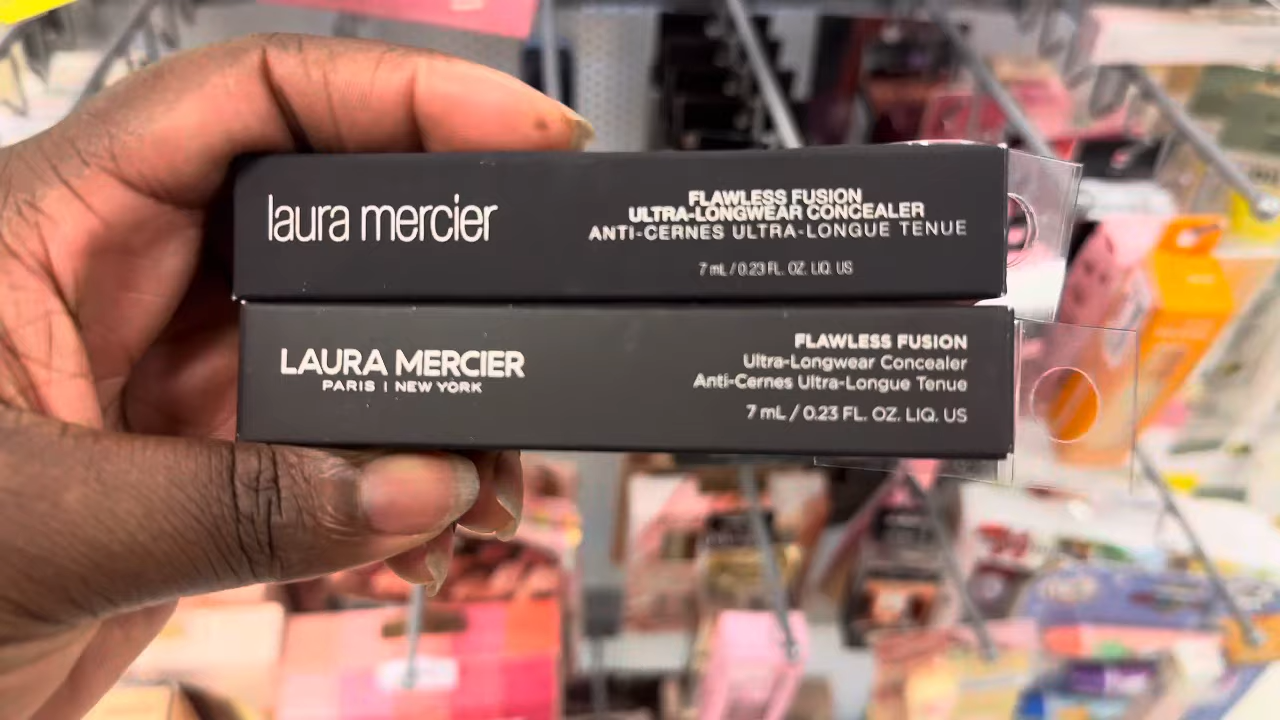 laura mercier
FLAWLESS FUSION
ULTRA-LONGWEAR CONCEALER
ANTI-CERNES ULTRA-LONGUE TENUE
7 mL / 0.23 FL. OZ. LIQ. US
LAURA MERCIER
PARIS | NEW YORK
FLAWLESS FUSION
Ultra-Longwear Concealer
Anti-Cernes Ultra-Longue Tenue
7 mL / 0.23 FL. OZ. LIQ. US